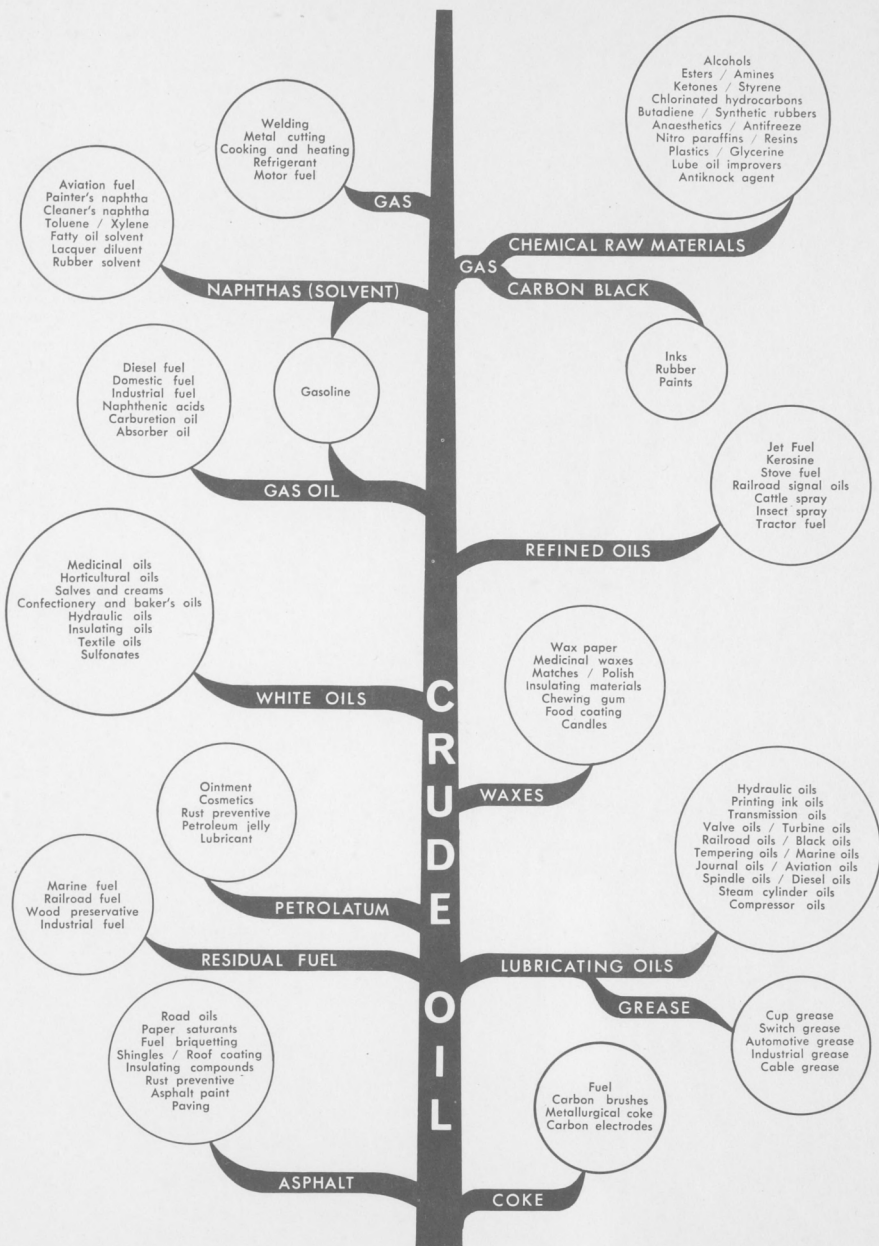 Alcohols
Esters / Amines
Ketones / Styrene
Chlorinated hydrocarbons
Butadiene / Synthetic rubbers
Anaesthetics / Antifreeze
Nitro paraffins / Resins
Plastics / Glycerine
Lube oil improvers
Antiknock agent
Welding
Metal cutting
Cooking and heating
Refrigerant
Motor fuel
GAS
Aviation fuel
Painter's naphtha
Cleaner's naphtha
Toluene / Xylene
Fatty oil solvent
Lacquer diluent
Rubber solvent
NAPHTHAS (SOLVENT)
CHEMICAL RAW MATERIALS
GAS
CARBON BLACK
Inks
Rubber
Paints
Gasoline
Diesel fuel
Domestic fuel
Industrial fuel
Naphthenic acids
Carburetion oil
Absorber oil
GAS OIL
Jet Fuel
Kerosine
Stove fuel
Railroad signal oils
Cattle spray
Insect spray
Tractor fuel
REFINED OILS
Medicinal oils
Horticultural oils
Salves and creams
Confectionery and baker's oils
Hydraulic oils
Insulating oils
Textile oils
Sulfonates
WHITE OILS
Wax paper
Medicinal waxes
Matches / Polish
Insulating materials
Chewing gum
Food coating
Candles
WAXES
CRUDE OIL
Ointment
Cosmetics
Rust preventive
Petroleum jelly
Lubricant
PETROLATUM
Hydraulic oils
Printing ink oils
Transmission oils
Valve oils / Turbine oils
Railroad oils / Black oils
Tempering oils / Marine oils
Journal oils / Aviation oils
Spindle oils / Diesel oils
Steam cylinder oils
Compressor oils
LUBRICATING OILS
Marine fuel
Railroad fuel
Wood preservative
Industrial fuel
RESIDUAL FUEL
GREASE
Cup grease
Switch grease
Automotive grease
Industrial grease
Cable grease
Road oils
Paper saturants
Fuel briquetting
Shingles / Roof coating
Insulating compounds
Rust preventive
Asphalt paint
Paving
ASPHALT
Fuel
Carbon brushes
Metallurgical coke
Carbon electrodes
COKE